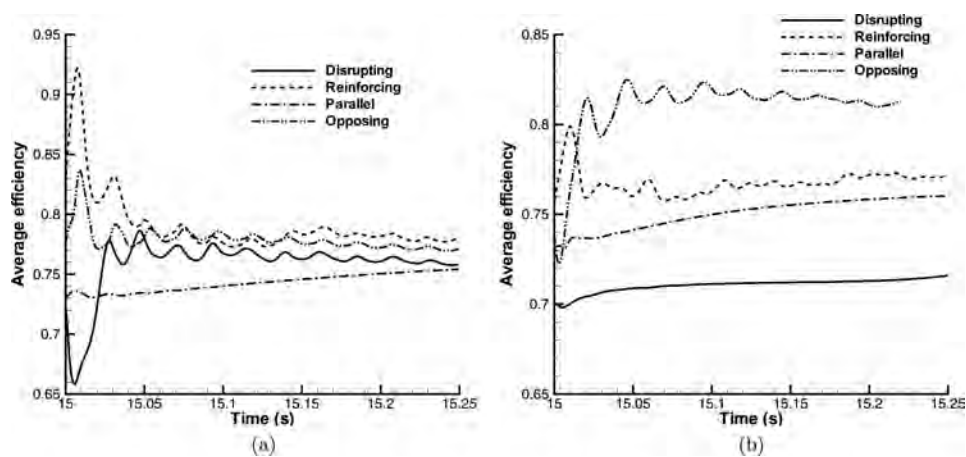 0.95
0.9
0.85
0.8
0.75
0.7
0.65
Average efficiency
Disrupting
Reinforcing
Parallel
Opposing
15
15.05
15.1
15.15
15.2
15.25
Time (s)
(a)
0.85
0.8
0.75
0.7
0.65
Average efficiency
Disrupting
Reinforcing
Parallel
Opposing
15
15.05
15.1
15.15
15.2
15.25
Time (s)
(b)